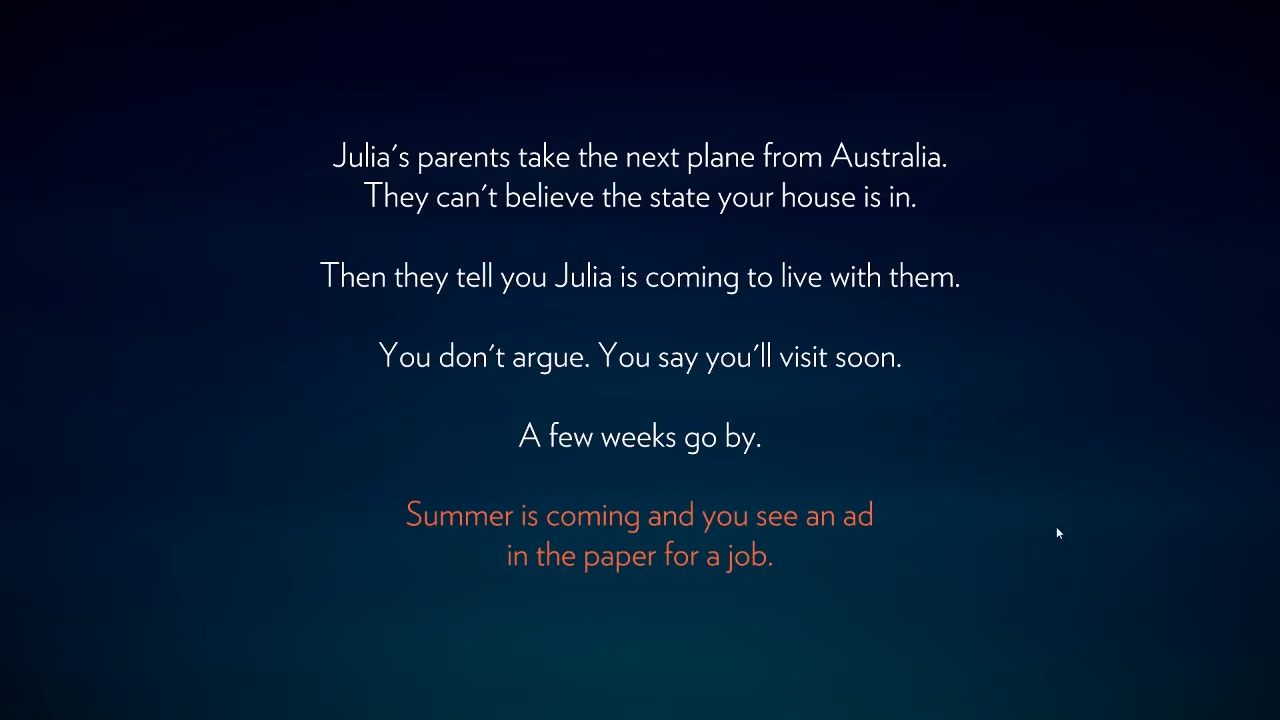 Julia's parents take the next plane from Australia.
They can't believe the state your house is in.
Then they tell you Julia is coming to live with them.
You don't argue. You say you'll visit soon.
A few weeks go by.
Summer is coming and you see an ad
in the paper for a job.